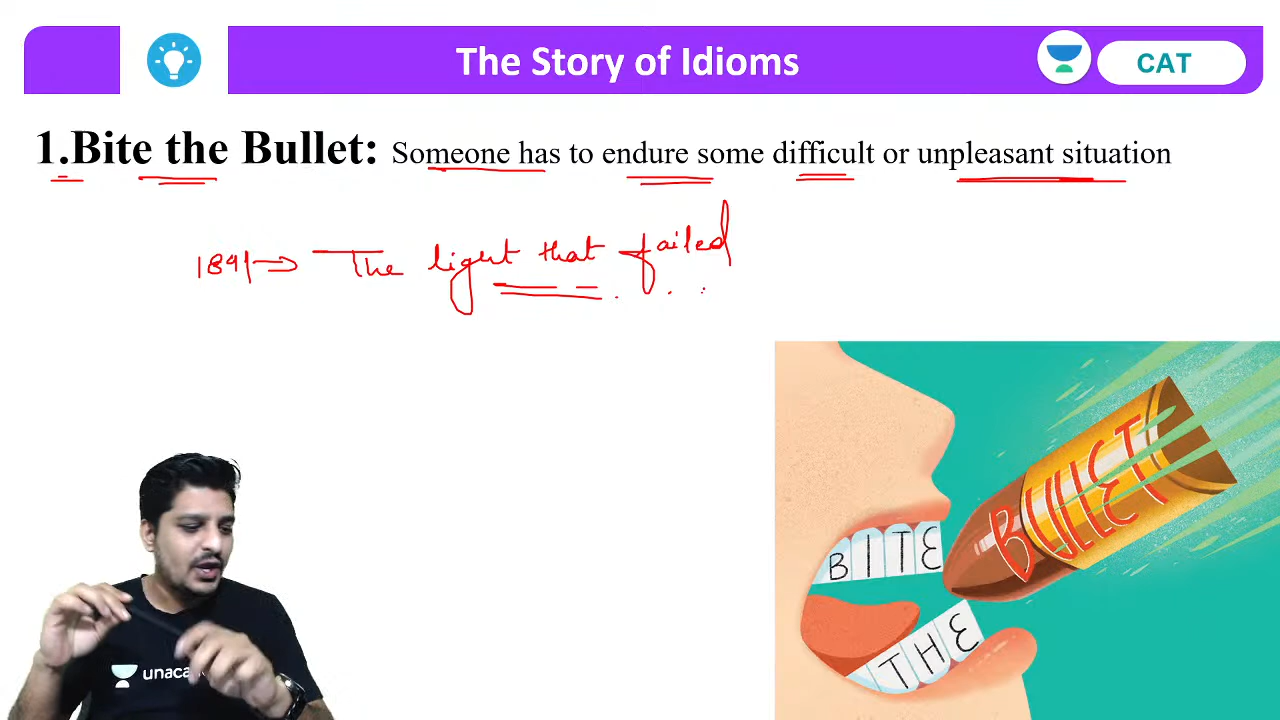 The Story of Idioms
CAT
1.Bite the Bullet: Someone has to endure some difficult or unpleasant situation
1891→ The light that failed
BITE
THE
BULLET
unaca